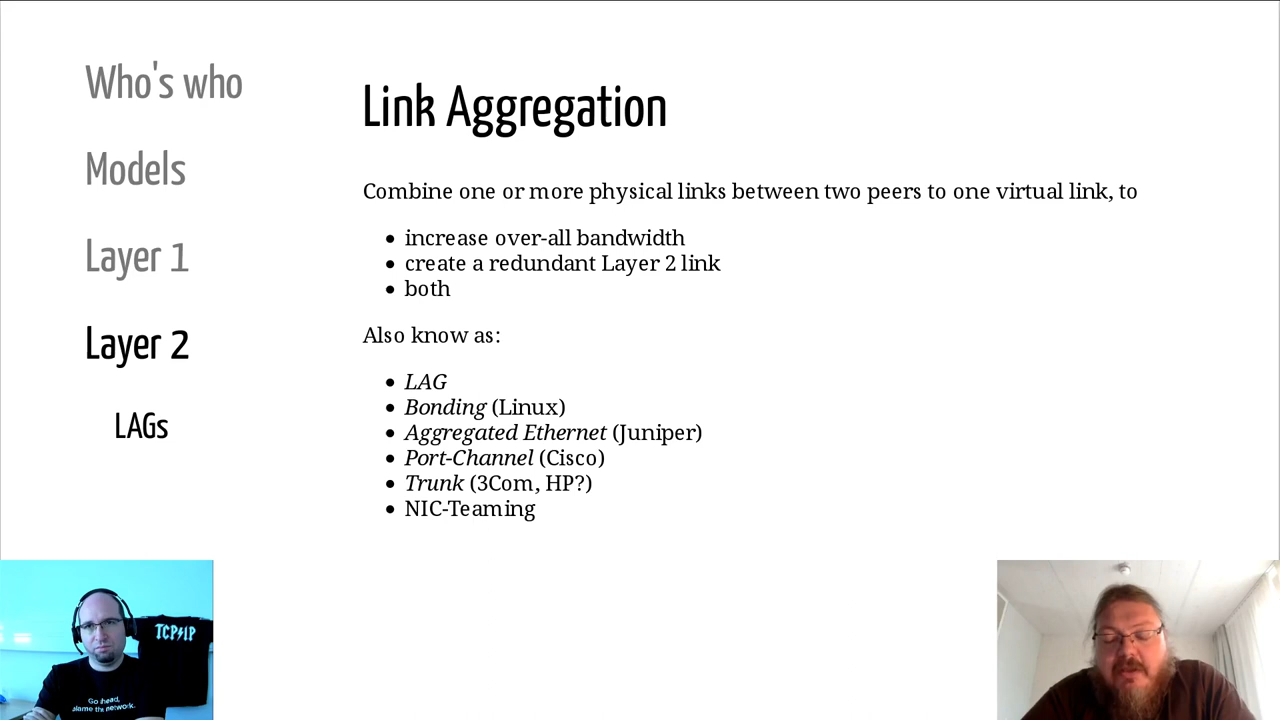 Who's who
Models
Layer 1
Layer 2
LAGs
Link Aggregation
Combine one or more physical links between two peers to one virtual link, to
• increase over-all bandwidth
• create a redundant Layer 2 link
• both
Also know as:
• LAG
• Bonding (Linux)
• Aggregated Ethernet (Juniper)
• Port-Channel (Cisco)
• Trunk (3Com, HP?)
• NIC-Teaming
TCP/IP
Go ahead,
blame the network.